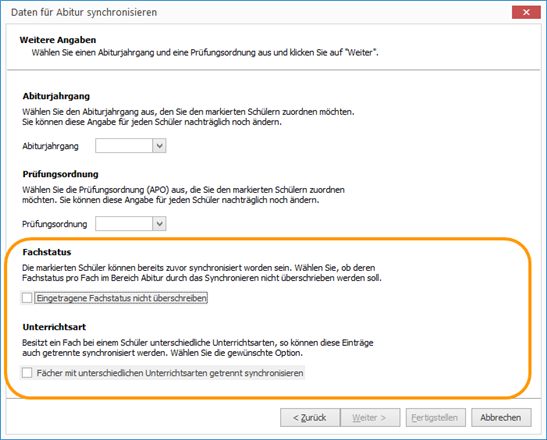 Daten für Abitur synchronisieren
Weitere Angaben
Wählen Sie einen Abiturjahrgang und eine Prüfungsordnung aus und klicken Sie auf "Weiter".
Abiturjahrgang
Wählen Sie den Abiturjahrgang aus, den Sie den markierten Schülern zuordnen möchten.
Sie können diese Angabe für jeden Schüler nachträglich noch ändern.
Abiturjahrgang
Prüfungsordnung
Wählen Sie die Prüfungsordnung (APO) aus, die Sie den markierten Schülern zuordnen
möchten. Sie können diese Angabe für jeden Schüler nachträglich noch ändern.
Prüfungsordnung
Fachstatus
Die markierten Schüler können bereits zuvor synchronisiert worden sein. Wählen Sie, ob deren
Fachstatus pro Fach im Bereich Abitur durch das Synchronieren nicht überschrieben werden soll.
Eingetragene Fachstatus nicht überschreiben
Unterrichtsart
Besitzt ein Fach bei einem Schüler unterschiedliche Unterrichtsarten, so können diese Einträge
auch getrennte synchronisiert werden. Wählen Sie die gewünschte Option.
Fächer mit unterschiedlichen Unterrichtsarten getrennt synchronisieren
< Zurück Weiter > Fertigstellen Abbrechen